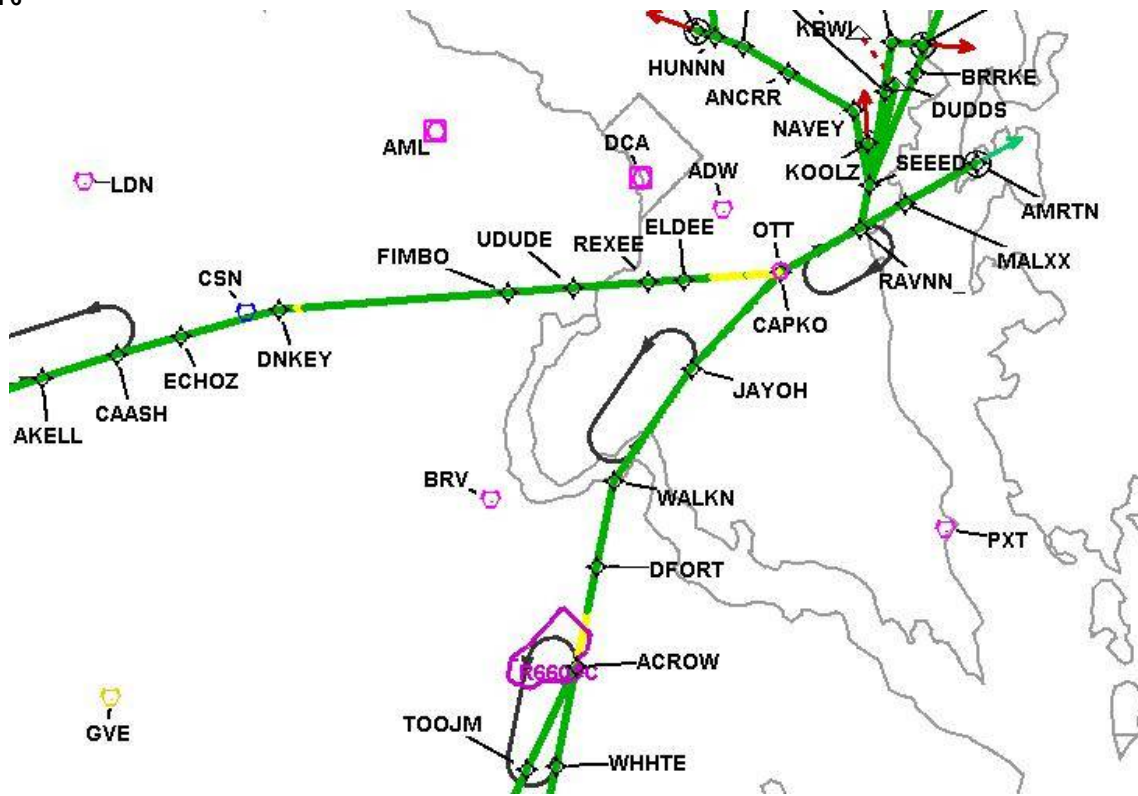 KBWI
HUNNN
BRRKE
ANCRR
DUDDS
NAVEY
AML
DCA
KOOLZ
SEEED
ADW
LDN
AMRTN
ELDEE
OTT
UDUDE
REXEE
FIMBO
MALXX
CSN
RAVNN_
CAPKO
DNKEY
ECHOZ
JAYOH
CAASH
AKELL
BRV
WALKN
PXT
DFORT
ACROW
TOOJM
GVE
WHHTE